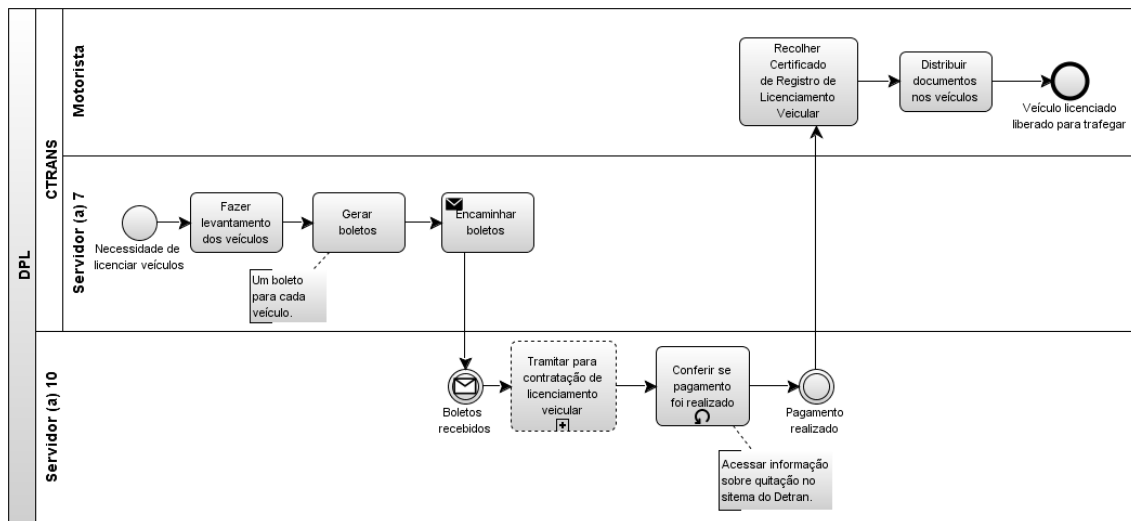 DPL
CTRANS
Motorista
Recolher
Certificado
de Registro de
Licenciamento
Veicular
Distribuir
documentos
nos veículos
Veículo licenciado
liberado para trafegar
Servidor (a) 7
Necessidade de
licenciar veículos
Fazer
levantamento
dos veículos
Gerar
boletos
Encaminhar
boletos
Um boleto
para cada
veículo.
Servidor (a) 10
Boletos
recebidos
Tramitar para
contratação de
licenciamento
veicular
Conferir se
pagamento
foi realizado
Pagamento
realizado
Acessar informação
sobre quitação no
sitema do Detran.